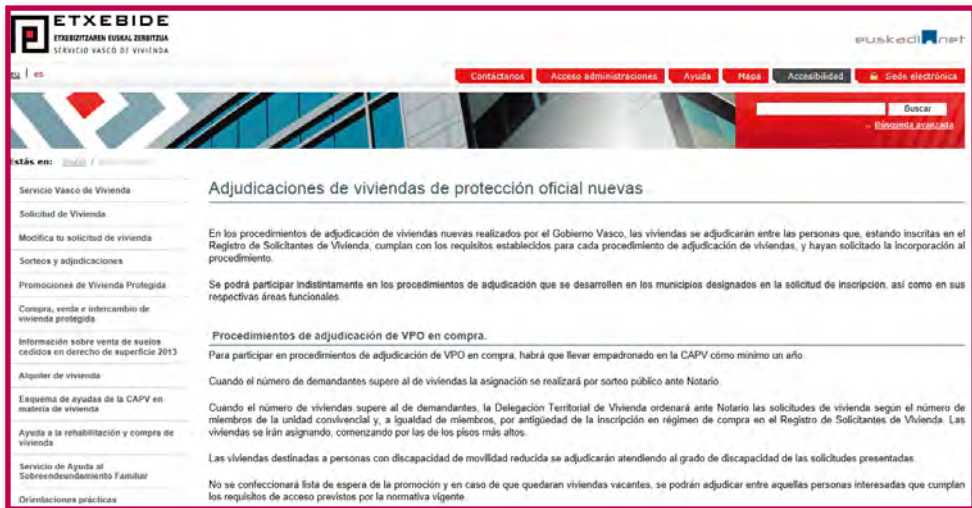 ETXEBIDE
ETXEBIZITZAREN EUSKAL ZERBITZUA
SERVICIO VASCO DE VIVIENDA
euskadi net
eu | es
Contáctanos
Acceso administraciones
Ayuda
Mapa
Accesibilidad
Sede electrónica
Buscar
Búsqueda avanzada
Estás en: Inicio /
Servicio Vasco de Vivienda
Solicitud de Vivienda
Modifica tu solicitud de vivienda
Sorteos y adjudicaciones
Promociones de Vivienda Protegida
Compra, venta e intercambio de
vivienda protegida
Información sobre venta de suelos
cedidos en derecho de superficie 2013
Alquiler de vivienda
Esquema de ayudas de la CAPV en
materia de vivienda
Ayuda a la rehabilitación y compra de
vivienda
Servicio de Ayuda al
Sobreendeundamiento Familiar
Orientaciones prácticas
Adjudicaciones de viviendas de protección oficial nuevas
En los procedimientos de adjudicación de viviendas nuevas realizados por el Gobierno Vasco, las viviendas se adjudicarán entre las personas que, estando inscritas en el
Registro de Solicitantes de Vivienda, cumplan con los requisitos establecidos para cada procedimiento de adjudicación de viviendas, y hayan solicitado la incorporación al
procedimiento.
Se podrá participar indistintamente en los procedimientos de adjudicación que se desarrollen en los municipios designados en la solicitud de inscripción, así como en sus
respectivas áreas funcionales
Procedimientos de adjudicación de VPO en compra.
Para participar en procedimientos de adjudicación de VPO en compra, habrá que llevar empadronado en la CAPV cómo mínimo un año.
Cuando el número de demandantes supere al de viviendas la asignación se realizará por sorteo público ante Notario.
Cuando el número de viviendas supere al de demandantes, la Delegación Territorial de Vivienda ordenará ante Notario las solicitudes de vivienda según el número de
miembros de la unidad convivencial y, a igualdad de miembros, por antigüedad de la inscripción en régimen de compra en el Registro de Solicitantes de Vivienda. Las
viviendas se irán asignando, comenzando por las de los pisos más altos.
Las viviendas destinadas a personas con discapacidad de movilidad reducida se adjudicarán atendiendo al grado de discapacidad de las solicitudes presentadas.
No se confeccionará lista de espera de la promoción y en caso de que quedaran viviendas vacantes, se podrán adjudicar entre aquellas personas interesadas que cumplan
los requisitos de acceso previstos por la normativa vigente.